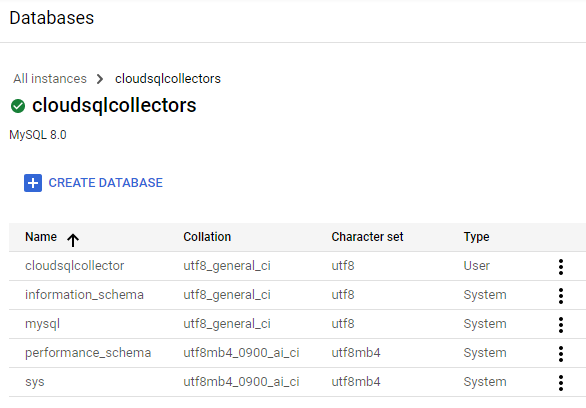 Databases
All instances > cloudsqlcollectors
cloudsqlcollectors
MySQL 8.0
CREATE DATABASE
Name Collation Character set Type
cloudsqlcollector utf8_general_ci utf8 User
information_schema utf8_general_ci utf8 System
mysql utf8_general_ci utf8 System
performance_schema utf8mb4_0900_ai_ci utf8mb4 System
sys utf8mb4_0900_ai_ci utf8mb4 System